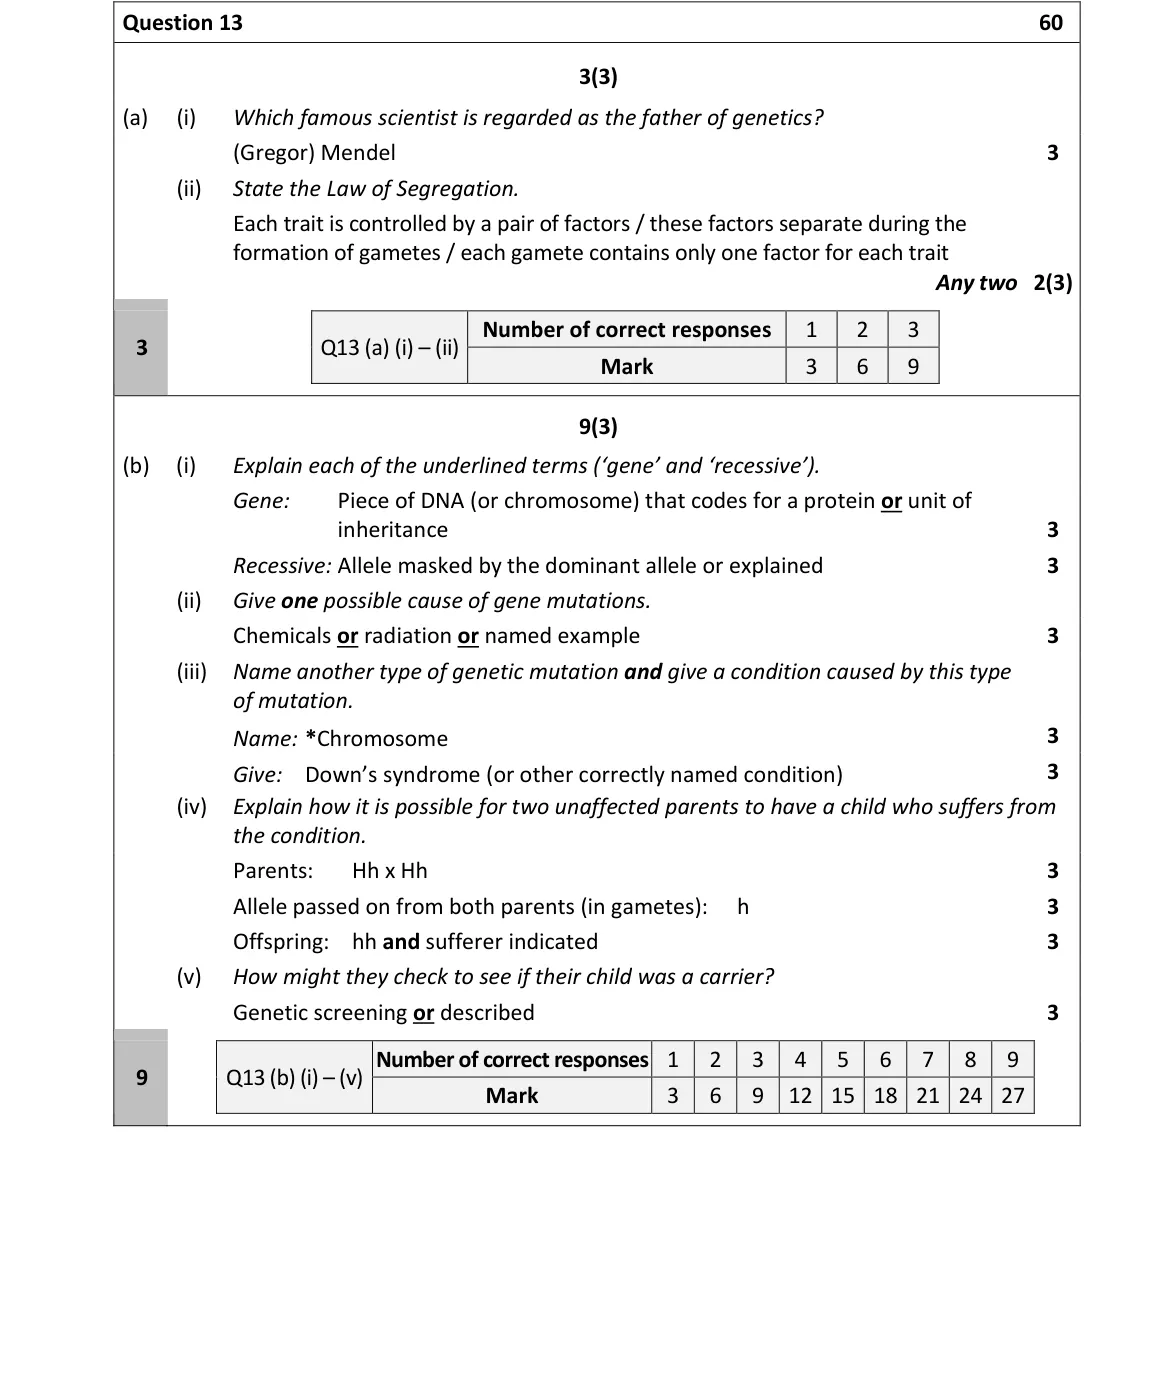 Question 13 60
3(3)
(a) (i) Which famous scientist is regarded as the father of genetics?
(Gregor) Mendel 3
(ii) State the Law of Segregation.
Each trait is controlled by a pair of factors / these factors separate during the
formation of gametes / each gamete contains only one factor for each trait
Any two 2(3)
3 Q13 (a) (i) – (ii) Number of correct responses 1 2 3
Mark 3 6 9
9(3)
(b) (i) Explain each of the underlined terms (‘gene’ and ‘recessive’).
Gene: Piece of DNA (or chromosome) that codes for a protein or unit of
inheritance 3
Recessive: Allele masked by the dominant allele or explained 3
(ii) Give one possible cause of gene mutations.
Chemicals or radiation or named example 3
(iii) Name another type of genetic mutation and give a condition caused by this type
of mutation.
Name: *Chromosome 3
Give: Down’s syndrome (or other correctly named condition) 3
(iv) Explain how it is possible for two unaffected parents to have a child who suffers from
the condition.
Parents: Hh x Hh 3
Allele passed on from both parents (in gametes): h 3
Offspring: hh and sufferer indicated 3
(v) How might they check to see if their child was a carrier?
Genetic screening or described 3
9 Q13 (b) (i) – (v) Number of correct responses 1 2 3 4 5 6 7 8 9
Mark 3 6 9 12 15 18 21 24 27